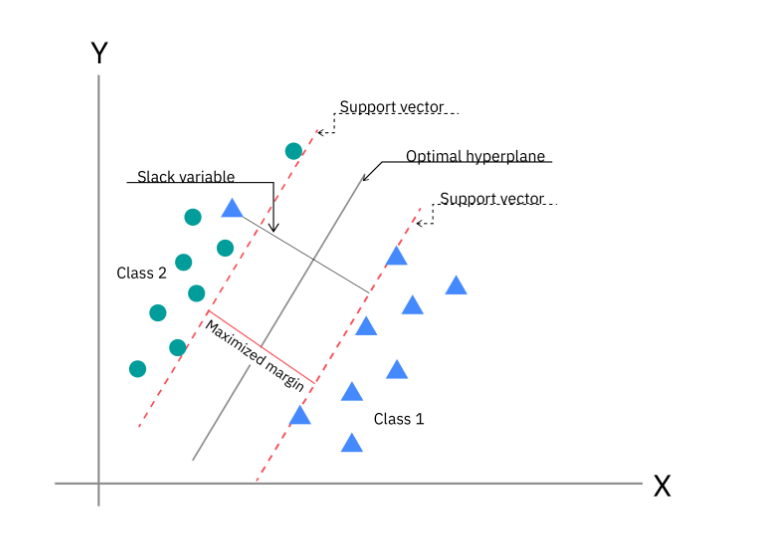 Y
Support vector
Optimal hyperplane
Slack variable
Support vector
Class 2
Maximized margin
Class 1
X